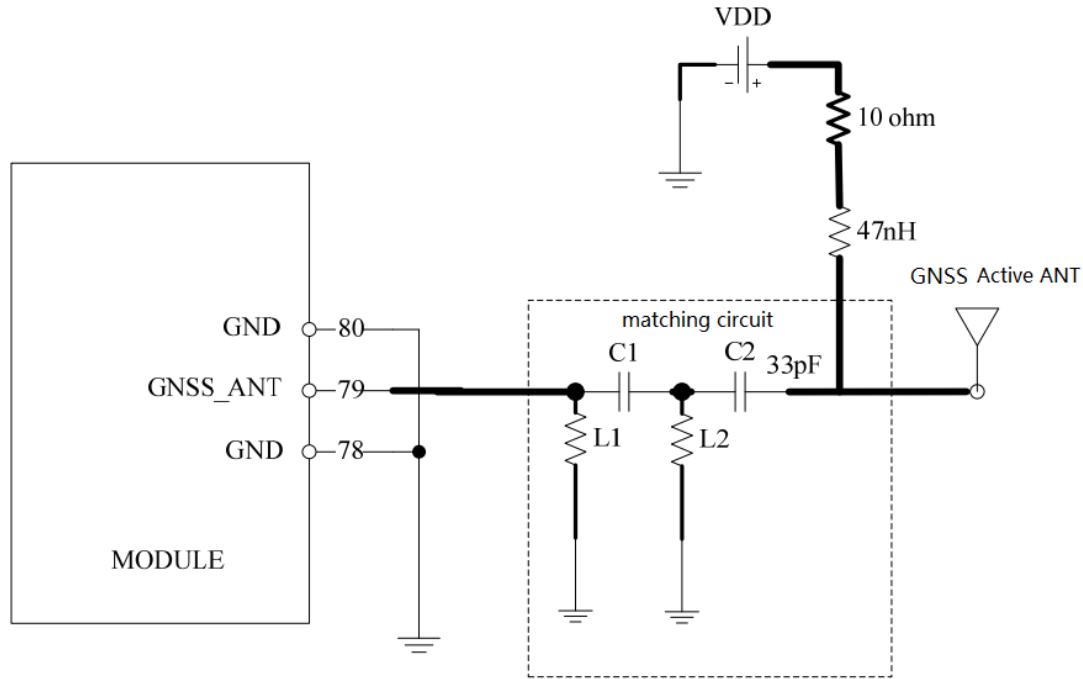 VDD
- +
10 ohm
47nH
GNSS Active ANT
matching circuit
C1
C2
33pF
GND
80
GNSS_ANT
79
L1
L2
GND
78
MODULE